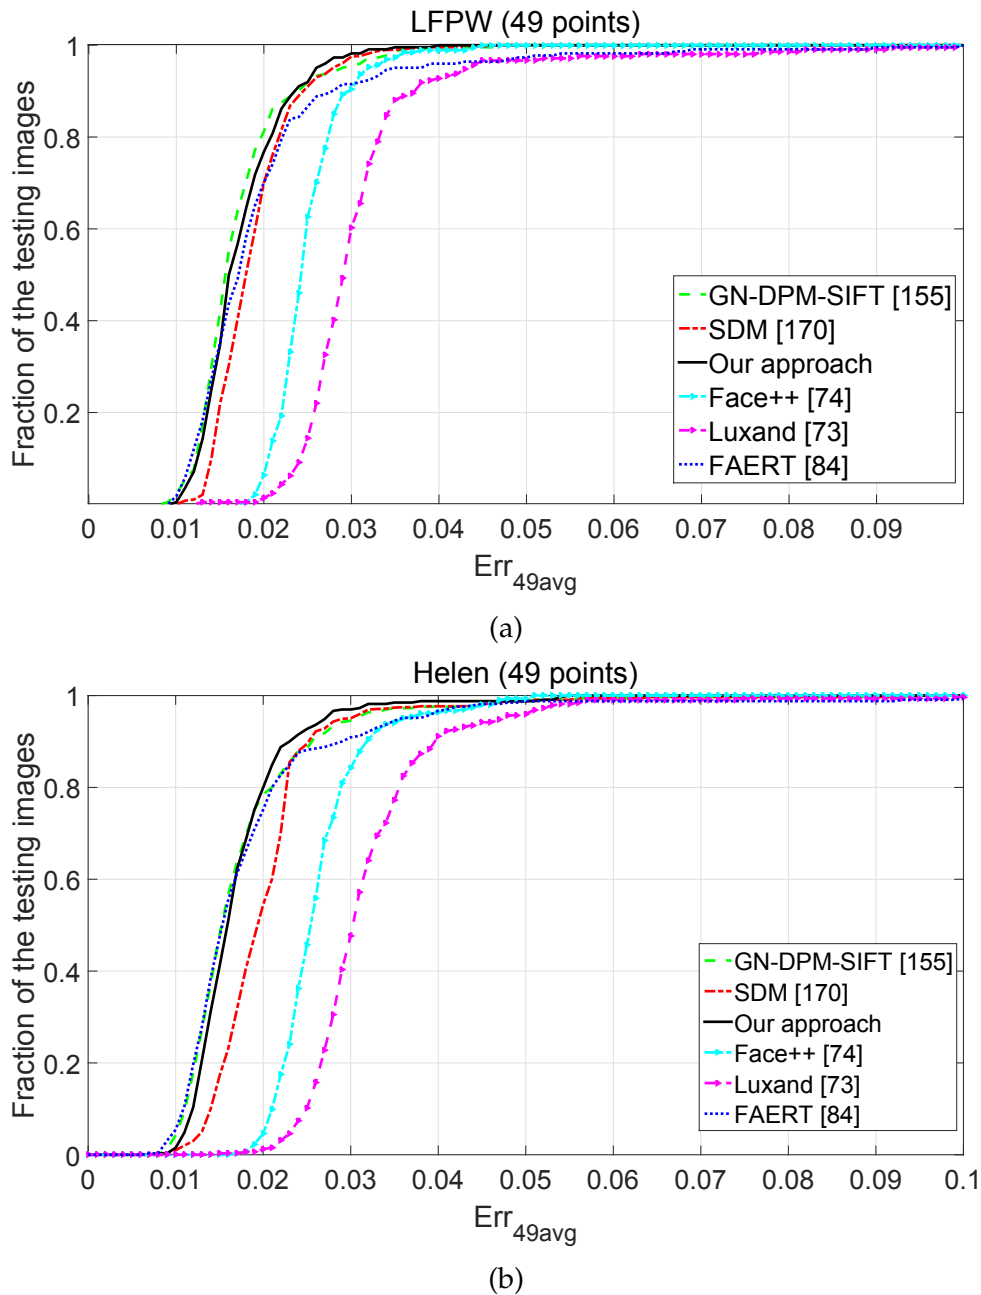 LFPW (49 points)
1
0.8
0.6
0.4
0.2
Fraction of the testing images
GN-DPM-SIFT [155]
SDM [170]
Our approach
Face++ [74]
Luxand [73]
FAERT [84]
0 0.01 0.02 0.03 0.04 0.05 0.06 0.07 0.08 0.09
Err49avg
(a)
Helen (49 points)
1
0.8
0.6
0.4
0.2
0
Fraction of the testing images
GN-DPM-SIFT [155]
SDM [170]
Our approach
Face++ [74]
Luxand [73]
FAERT [84]
0 0.01 0.02 0.03 0.04 0.05 0.06 0.07 0.08 0.09 0.1
Err49avg
(b)